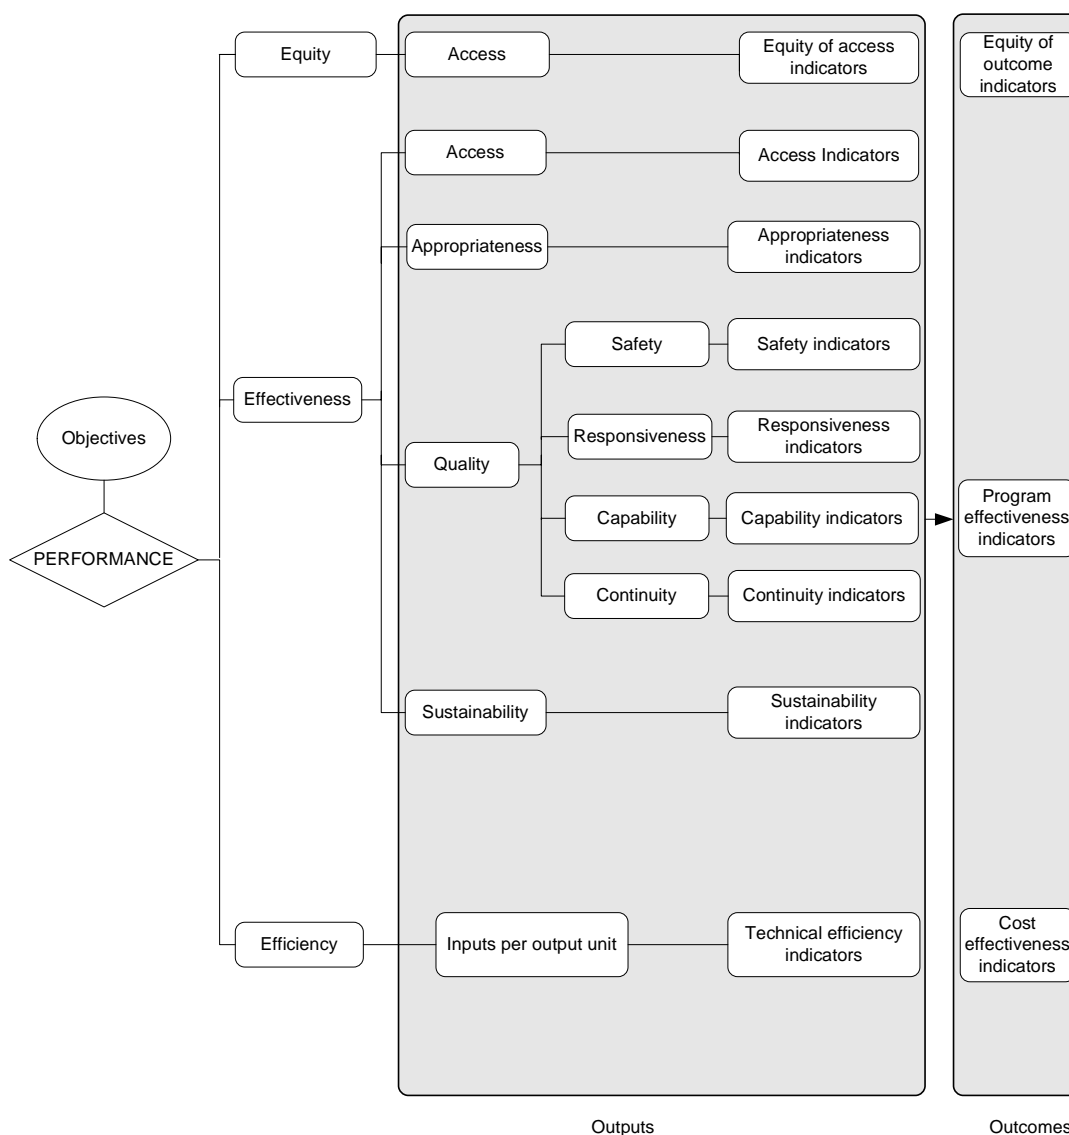 Equity
Access
Equity of access
indicators
Equity of
outcome
indicators
Access
Access Indicators
Appropriateness
Appropriateness
indicators
Safety
Safety indicators
Effectiveness
Objectives
Responsiveness
Responsiveness
indicators
Quality
Capability
Capability indicators
Program
effectiveness
indicators
PERFORMANCE
Continuity
Continuity indicators
Sustainability
Sustainability
indicators
Efficiency
Inputs per output unit
Technical efficiency
indicators
Cost
effectiveness
indicators
Outputs
Outcomes